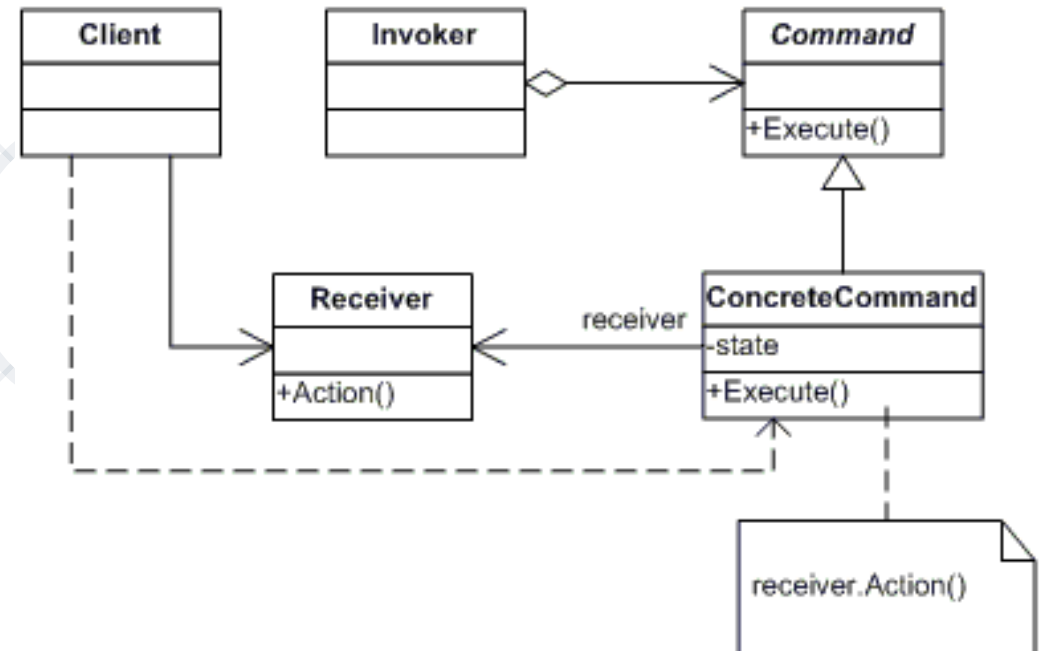 Client
Invoker
Command
+Execute()
Receiver
+Action()
receiver
ConcreteCommand
-state
+Execute()
receiver.Action()